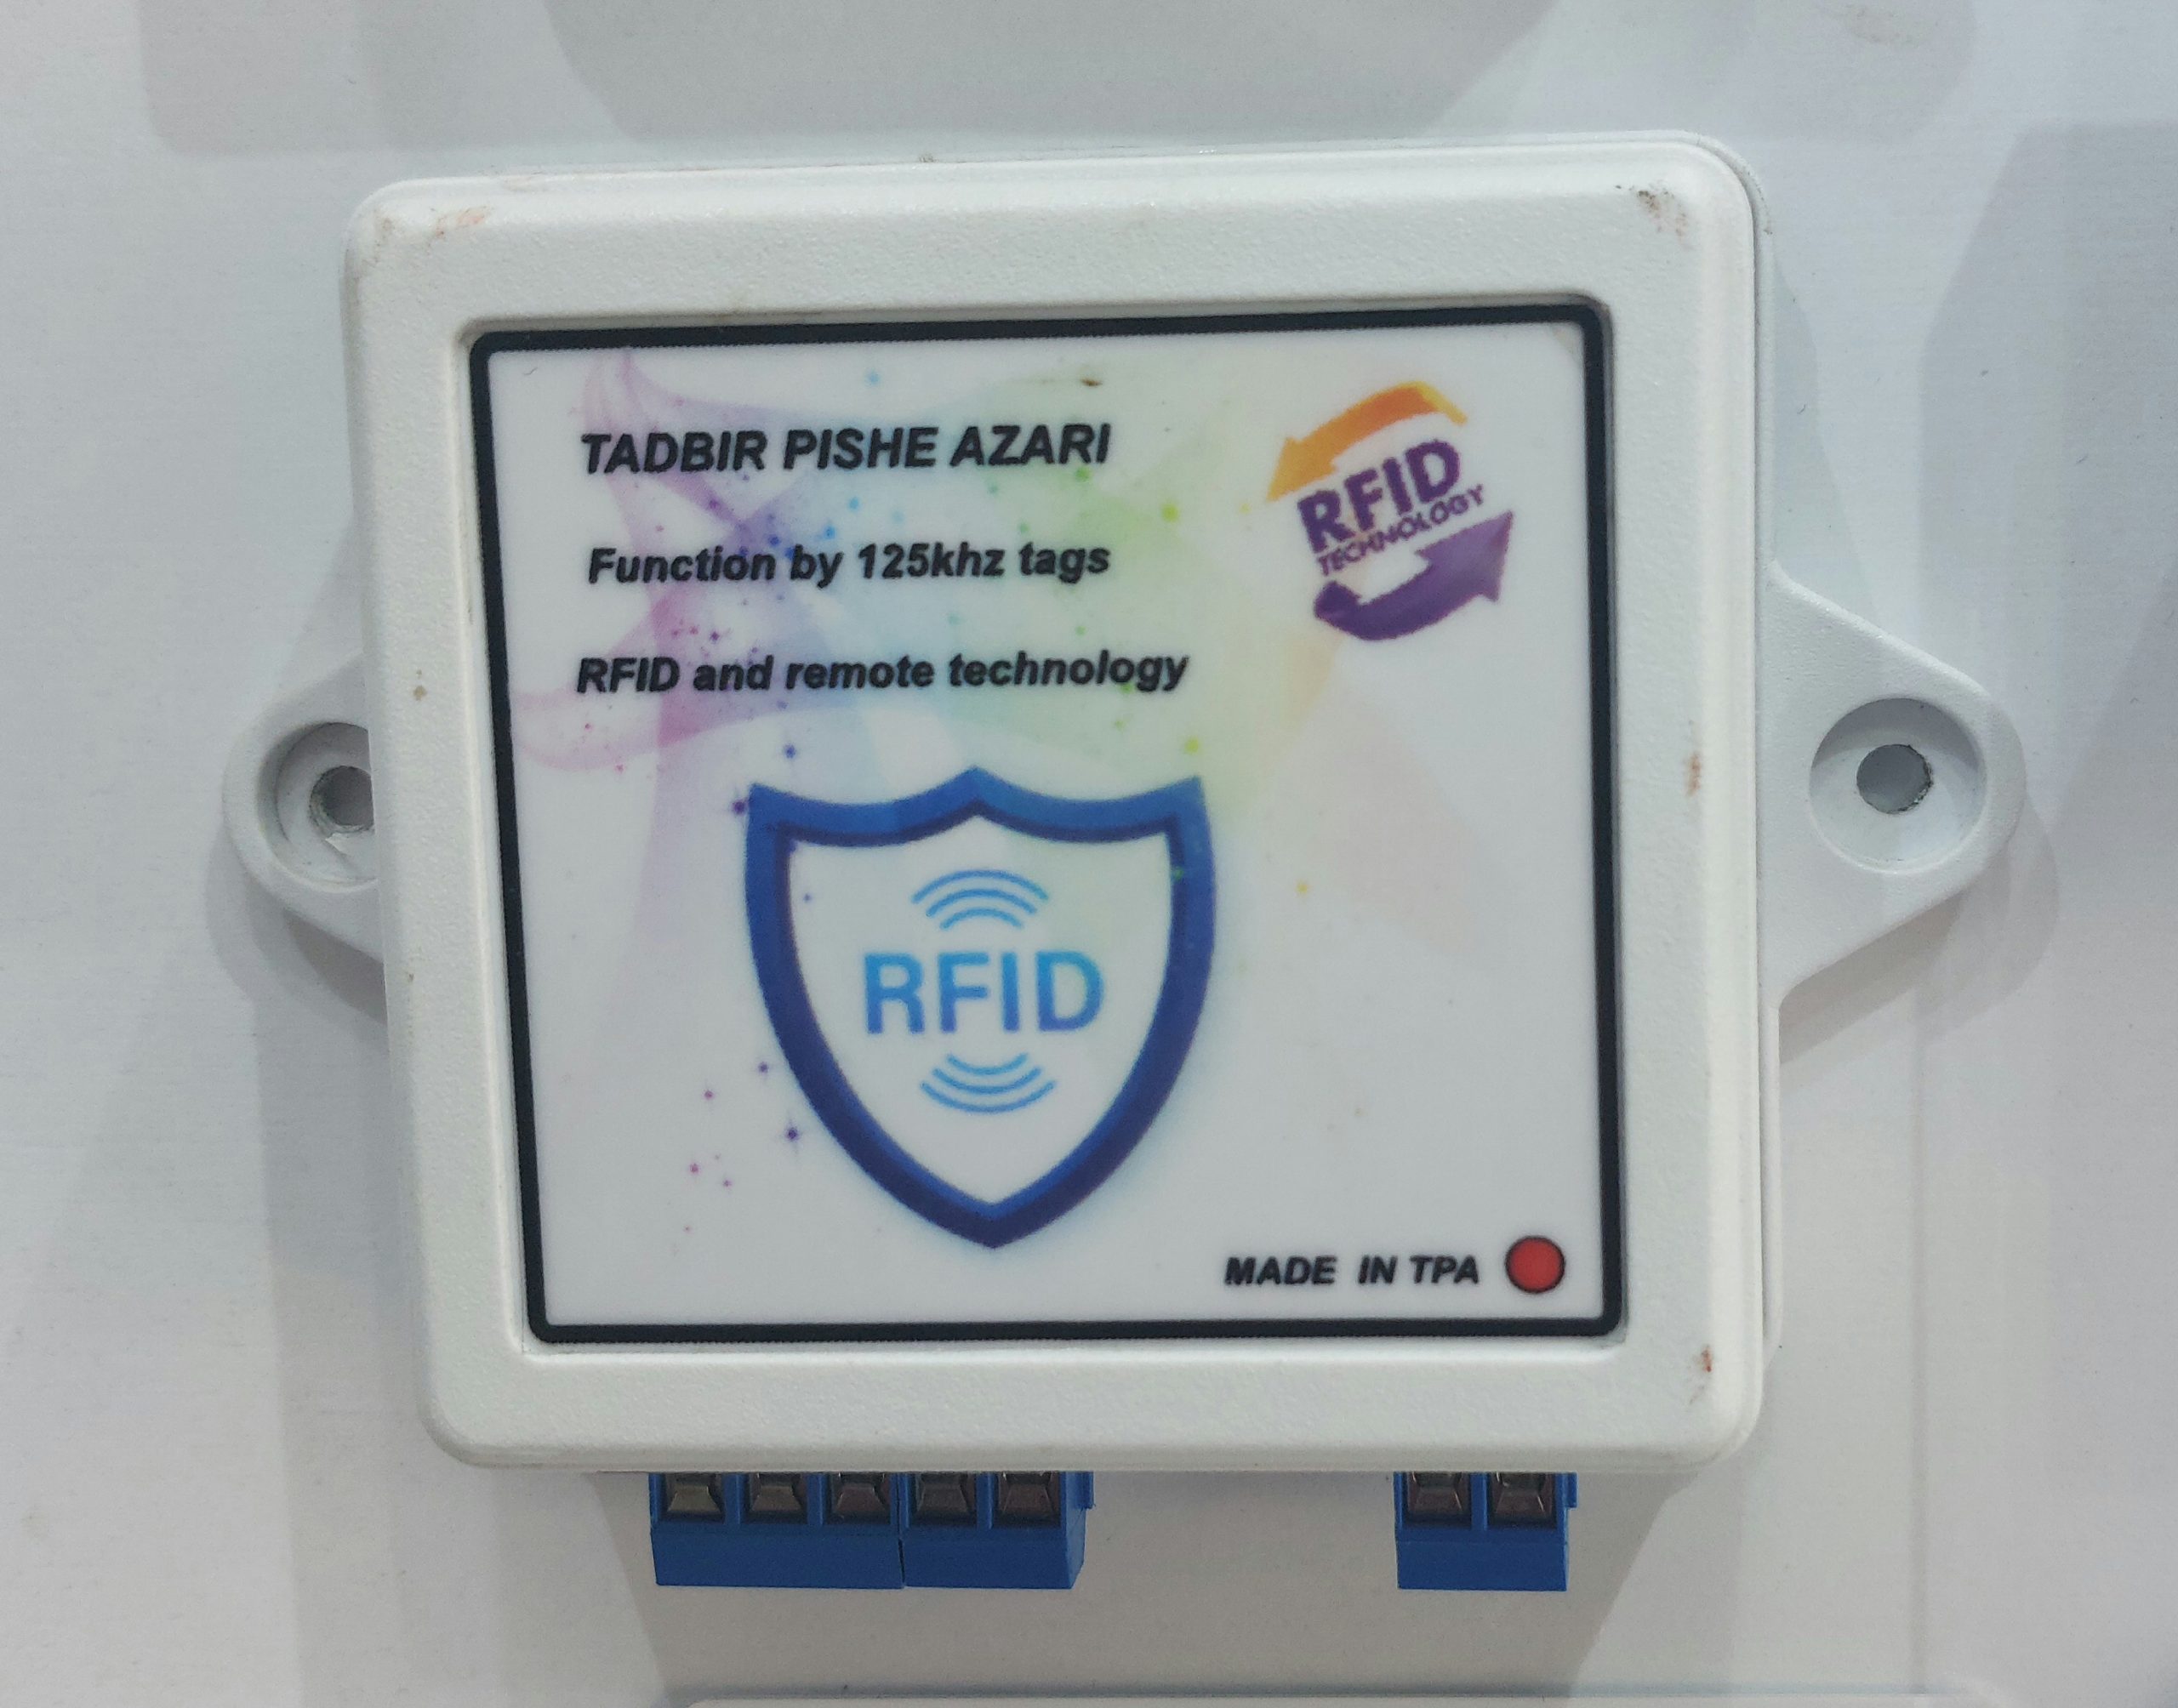 TADBIR PISHE AZARI
RFID
TECHNOLOGY
Function by 125khz tags
RFID and remote technology
RFID
MADE IN TPA